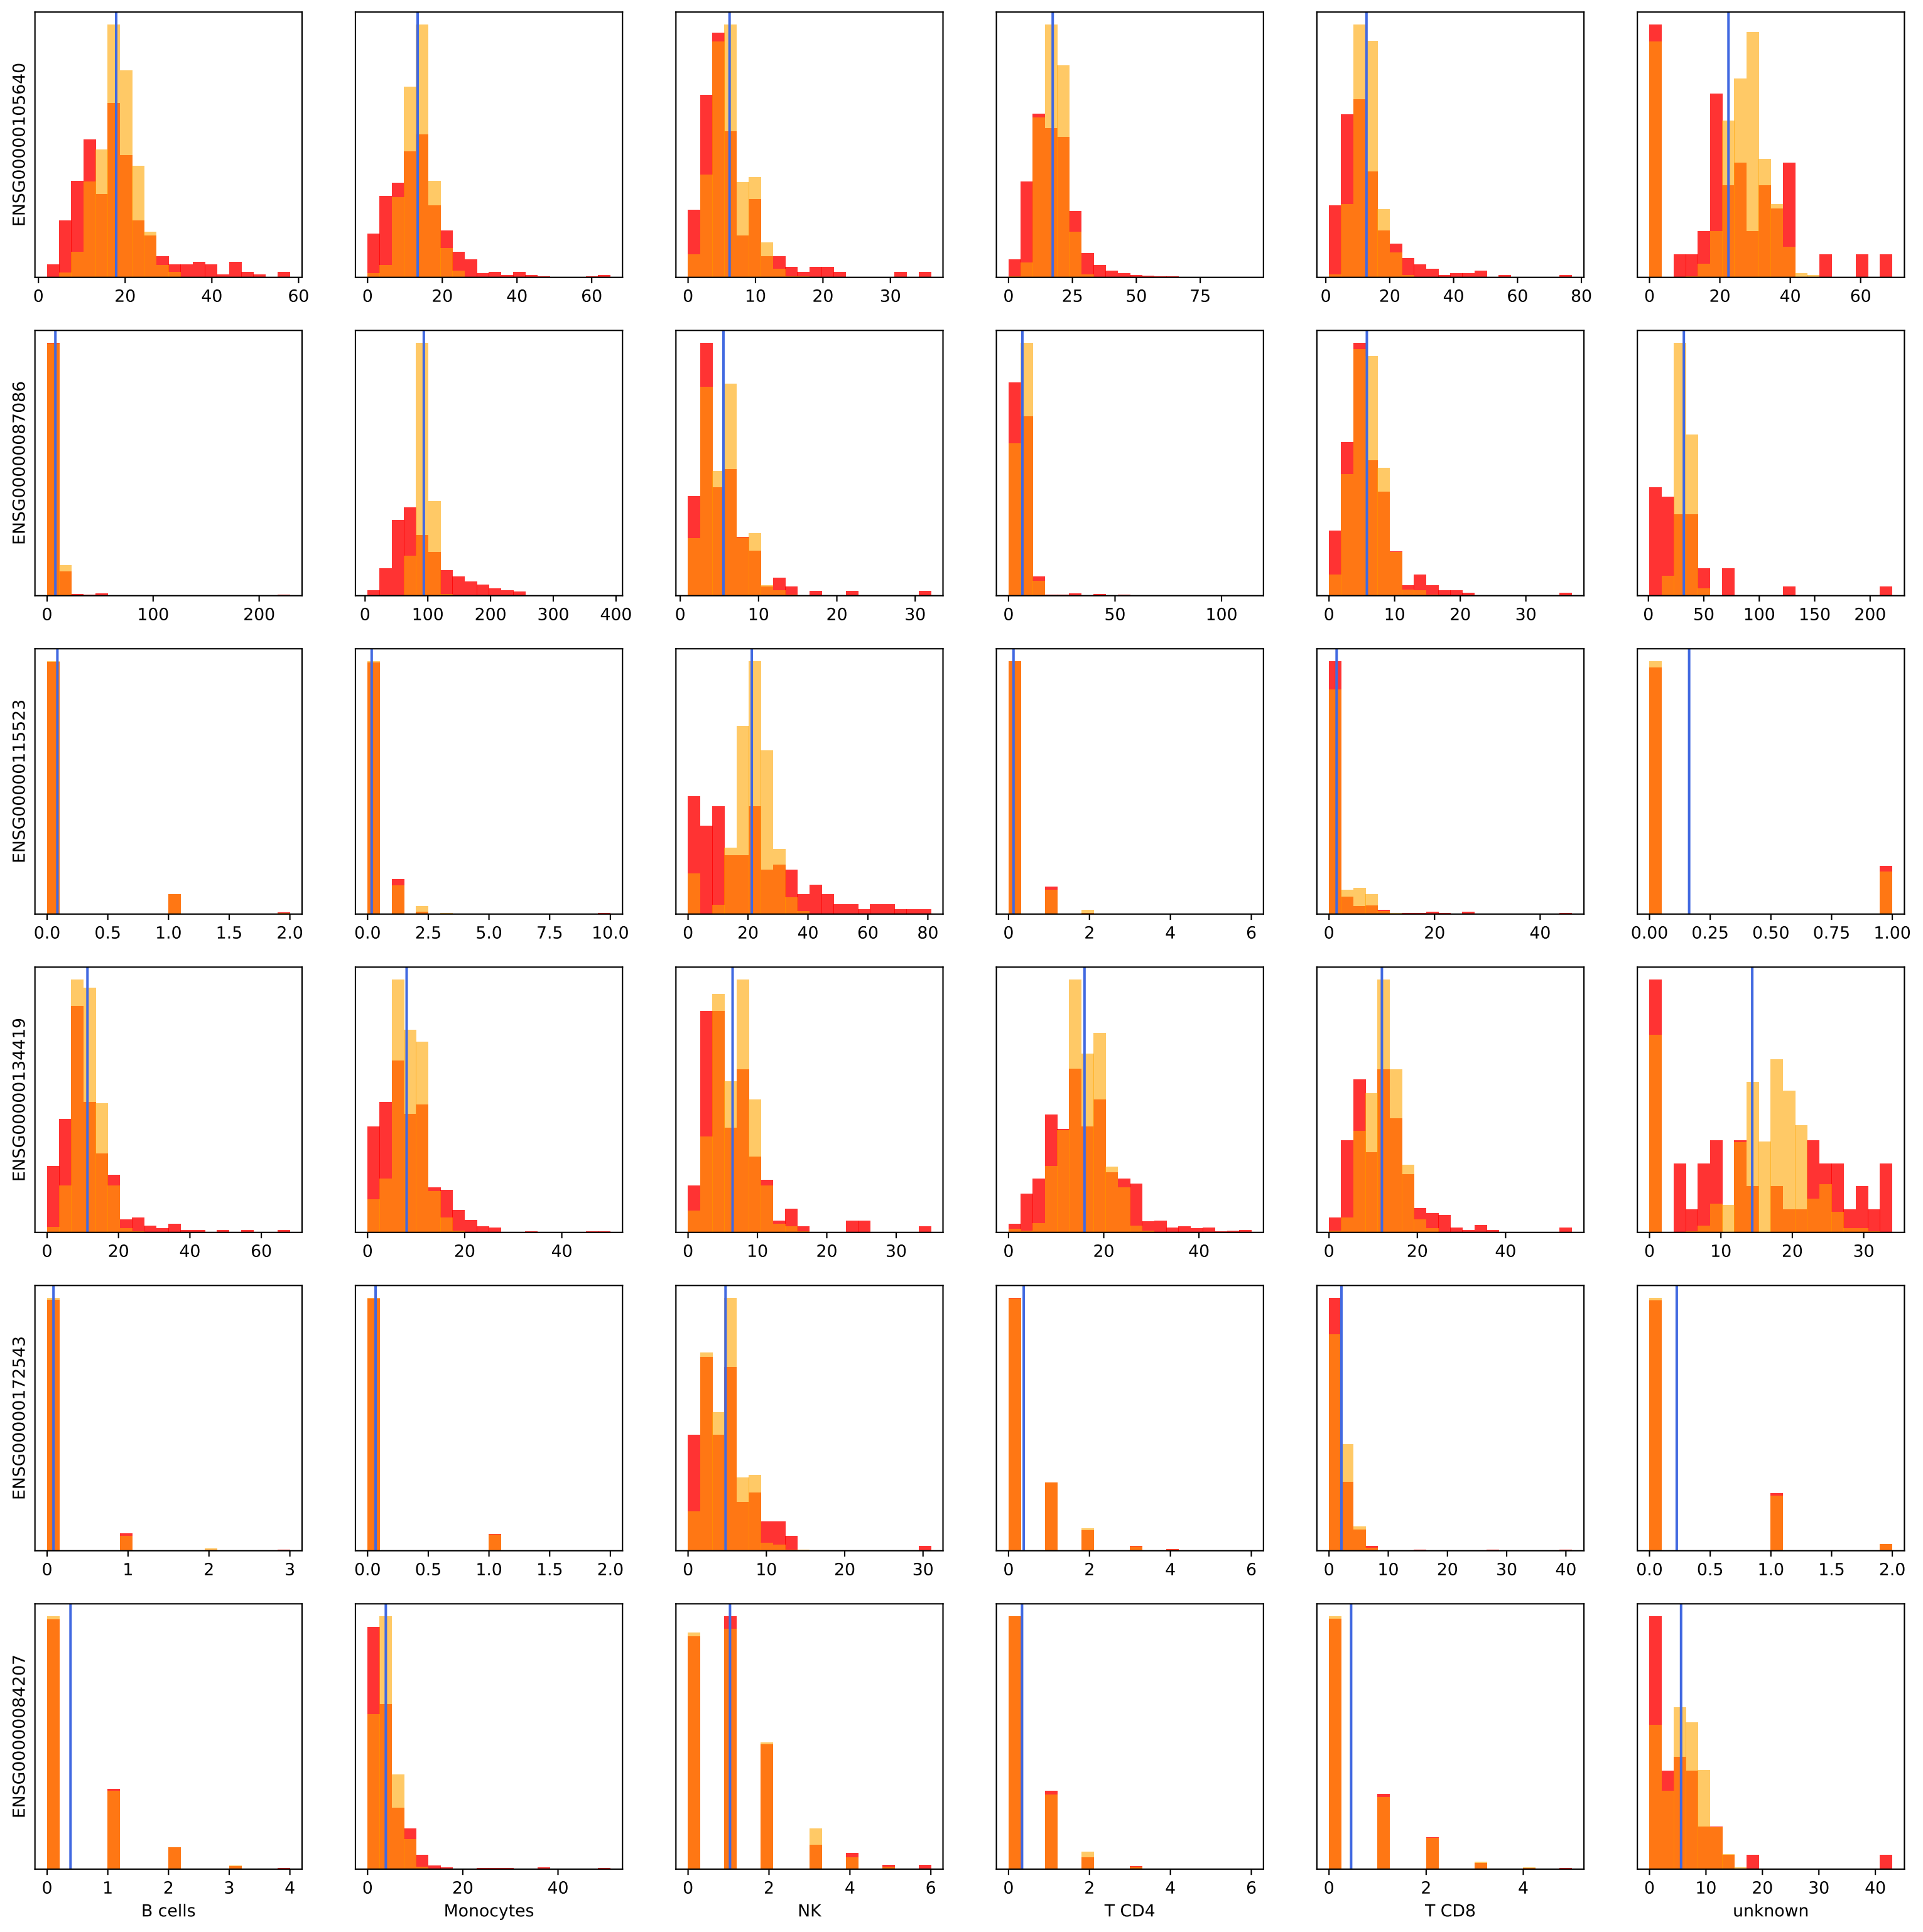 ENSG00000105640
0 20 40 60
0 20 40 60
0 10 20 30
0 25 50 75
0 20 40 60 80
0 20 40 60
ENSG00000087086
0 100 200
0 100 200 300 400
0 10 20 30
0 50 100
0 10 20 30
0 50 100 150 200
ENSG00000115523
0.0 0.5 1.0 1.5 2.0
0.0 2.5 5.0 7.5 10.0
0 20 40 60 80
0 2 4 6
0 20 40
0.00 0.25 0.50 0.75 1.00
ENSG00000134419
0 20 40 60
0 20 40
0 10 20 30
0 20 40
0 20 40
0 10 20 30
ENSG00000172543
0 1 2 3
0.0 0.5 1.0 1.5 2.0
0 10 20 30
0 2 4 6
0 10 20 30 40
0.0 0.5 1.0 1.5 2.0
ENSG00000084207
0 1 2 3 4
B cells
0 20 40
Monocytes
0 2 4 6
NK
0 2 4 6
T CD4
0 2 4
T CD8
0 10 20 30 40
unknown